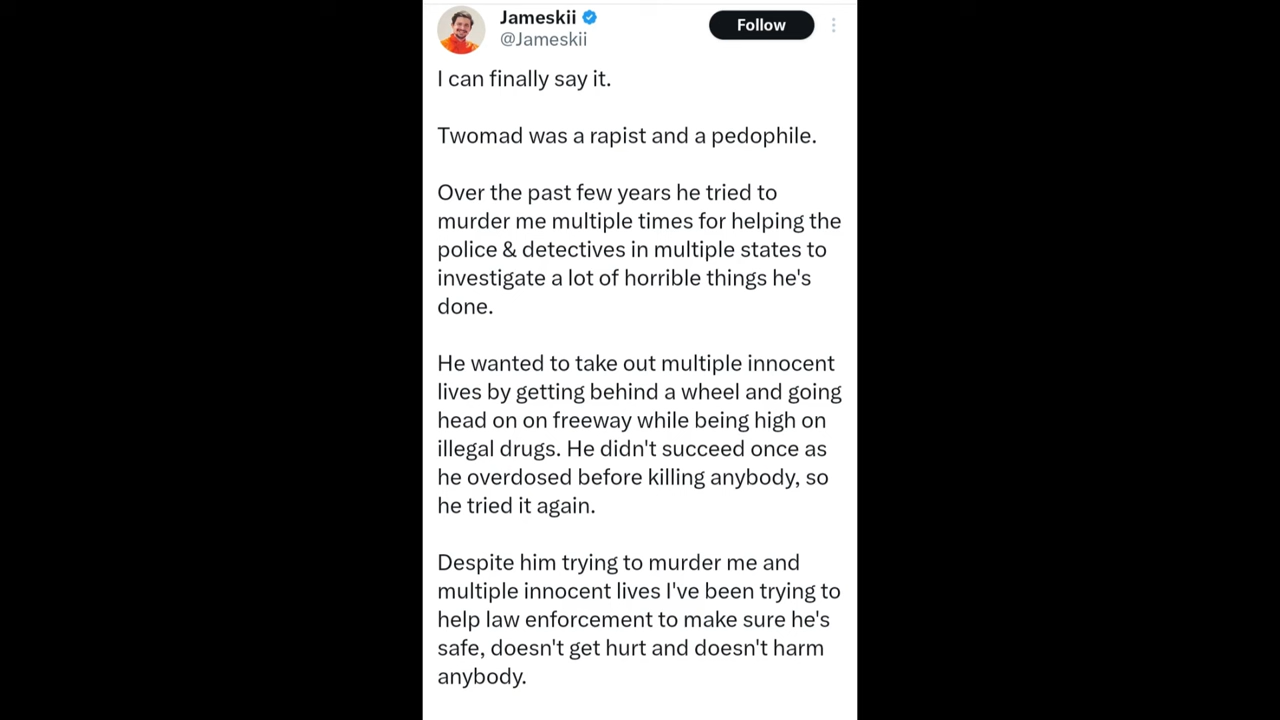 Jameskii
@Jameskii
Follow
I can finally say it.
Twomad was a rapist and a pedophile.
Over the past few years he tried to
murder me multiple times for helping the
police & detectives in multiple states to
investigate a lot of horrible things he's
done.
He wanted to take out multiple innocent
lives by getting behind a wheel and going
head on on freeway while being high on
illegal drugs. He didn't succeed once as
he overdosed before killing anybody, so
he tried it again.
Despite him trying to murder me and
multiple innocent lives I've been trying to
help law enforcement to make sure he's
safe, doesn't get hurt and doesn't harm
anybody.